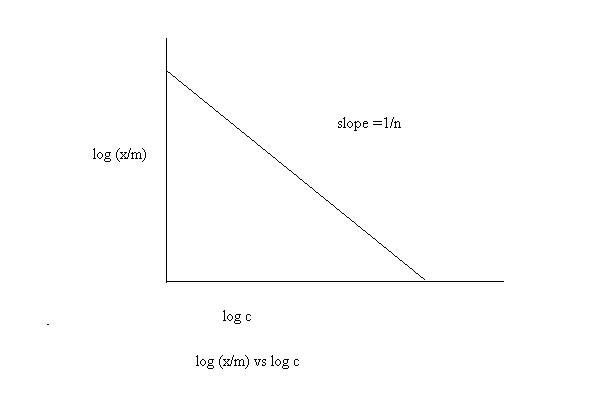 slope =1/n
log (x/m)
log c
log (x/m) vs log c